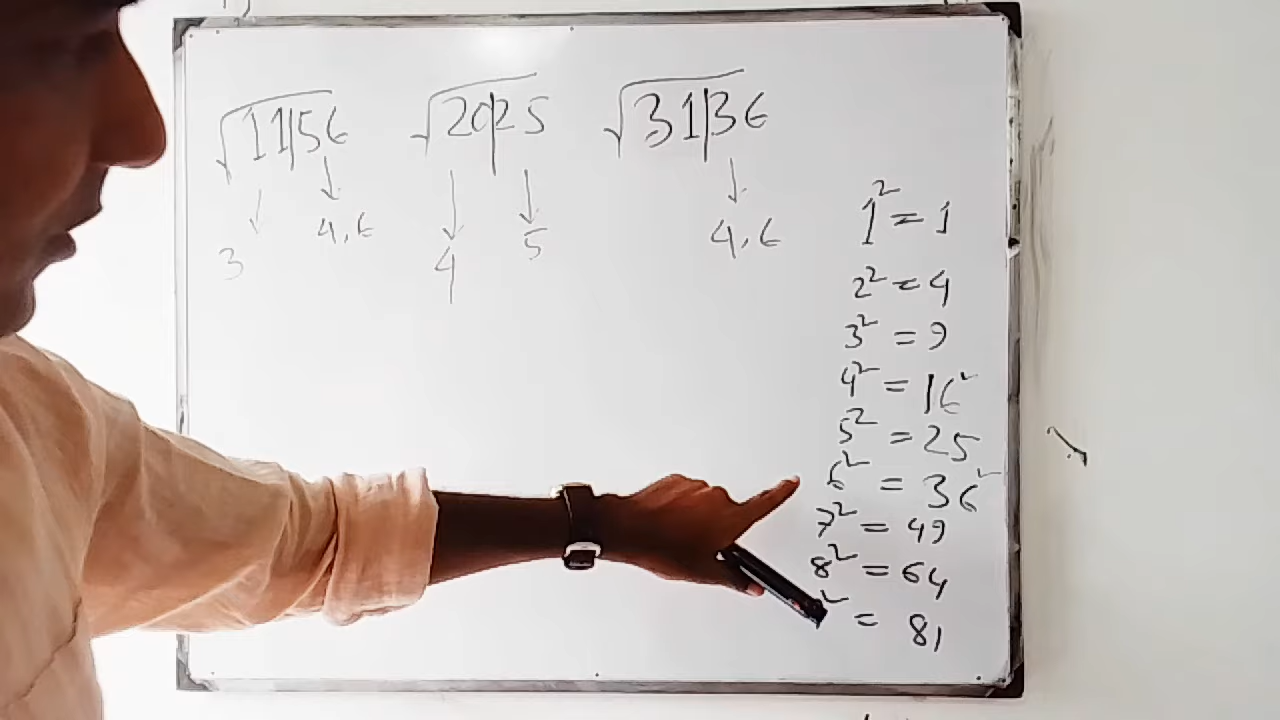 √11|56 √20|25 √31|36
3 4,6 4 5 4,6
1² = 1
2² = 4
3² = 9
4² = 16
5² = 25
6² = 36
7² = 49
8² = 64
² = 81